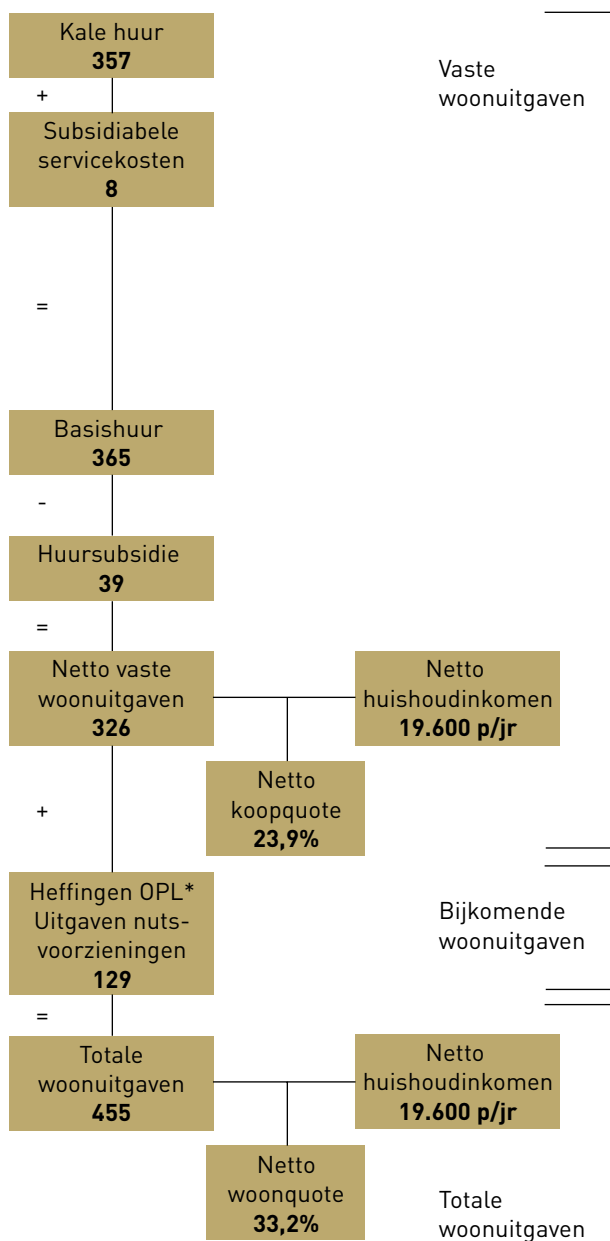 Kale huur
357
Vaste
woonuitgaven
+
Subsidiabele
servicekosten
8
=
Basishuur
365
-
Huursubsidie
39
=
Netto vaste
woonuitgaven
326
Netto
huishoudinkomen
19.600 p/jr
Netto
koopquote
23,9%
+
Heffingen OPL*
Uitgaven nuts-
voorzieningen
129
Bijkomende
woonuitgaven
=
Totale
woonuitgaven
455
Netto
huishoudinkomen
19.600 p/jr
Netto
woonquote
33,2%
Totale
woonuitgaven